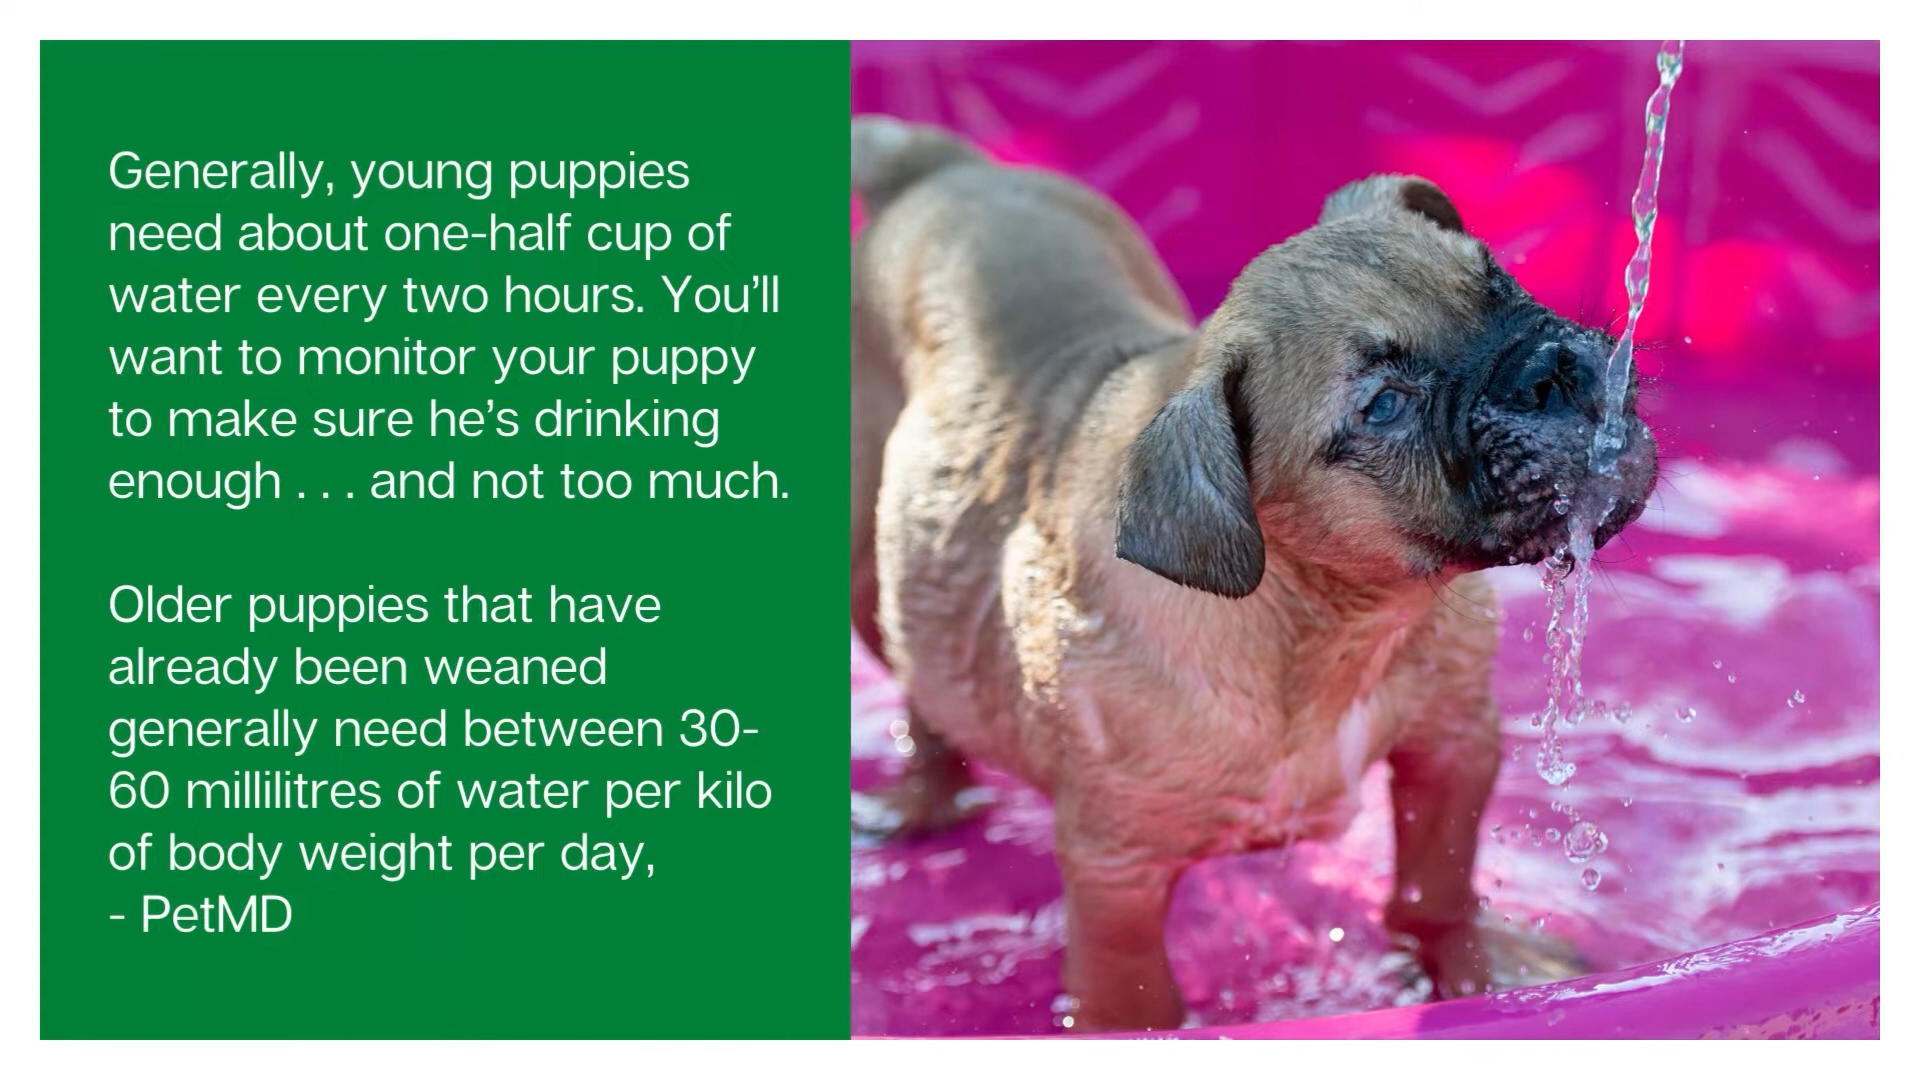 Generally, young puppies
need about one-half cup of
water every two hours. You’ll
want to monitor your puppy
to make sure he’s drinking
enough . . . and not too much.
Older puppies that have
already been weaned
generally need between 30-
60 millilitres of water per kilo
of body weight per day,
- PetMD